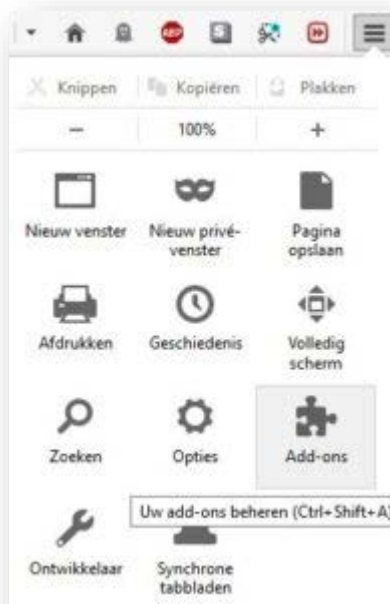 ABP
S
Knippen
Kopiëren
Plakken
−
100%
+
Nieuw venster
Nieuw privé-
venster
Pagina
opslaan
Afdrukken
Geschiedenis
Volledig
scherm
Zoeken
Opties
Add-ons
Uw add-ons beheren (Ctrl+Shift+A)
Ontwikkelaar
Synchrone
tabbladen